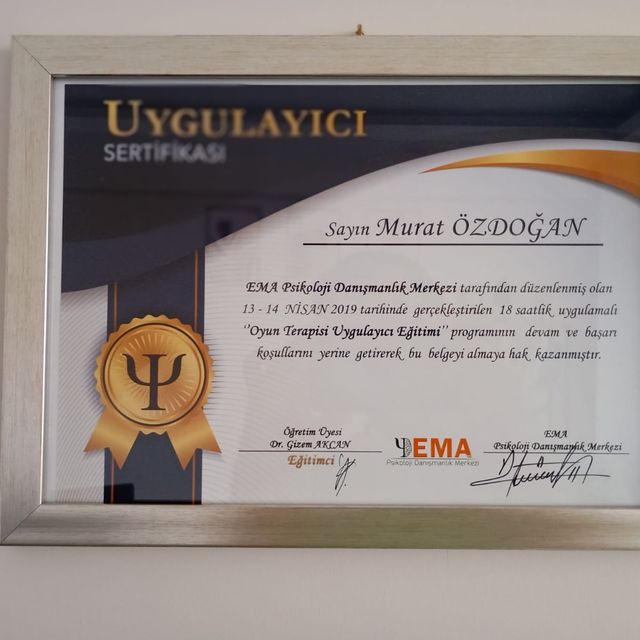 UYGULAYICI
SERTİFİKASI
Sayın Murat ÖZDOĞAN
EMA Psikoloji Danışmanlık Merkezi tarafından düzenlenmiş olan
13 - 14 NİSAN 2019 tarihinde gerçekleştirilen 18 saatlik uygulamalı
‘‘Oyun Terapisi Uygulayıcı Eğitimi’’ programının devam ve başarı
koşullarını yerine getirerek bu belgeyi almaya hak kazanmıştır.
Öğretim Üyesi
Dr. Gizem AKCAN
Eğitimci
EMA
Psikoloji Danışmanlık Merkezi
EMA
Psikoloji Danışmanlık Merkezi